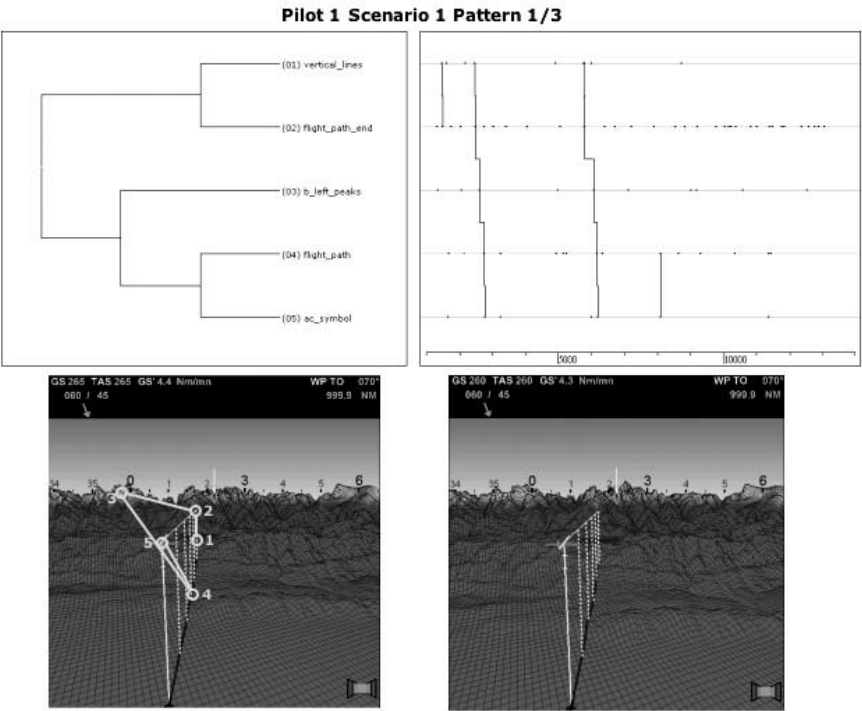 Pilot 1 Scenario 1 Pattern 1/3
(01) vertical_lines
(02) flight_path_end
(03) b_left_peaks
(04) flight_path
(05) ac_symbol
5000 10000
GS 265 TAS 265 GS' 4.4 Nm/mn WP TO 070°
060 / 45 999.9 NM
34 35 0 1 2 3 4 5 6
3
2
5 1
4
GS 260 TAS 260 GS' 4.3 Nm/mn WP TO 070°
060 / 45 999.9 NM
34 35 0 1 2 3 4 5 6